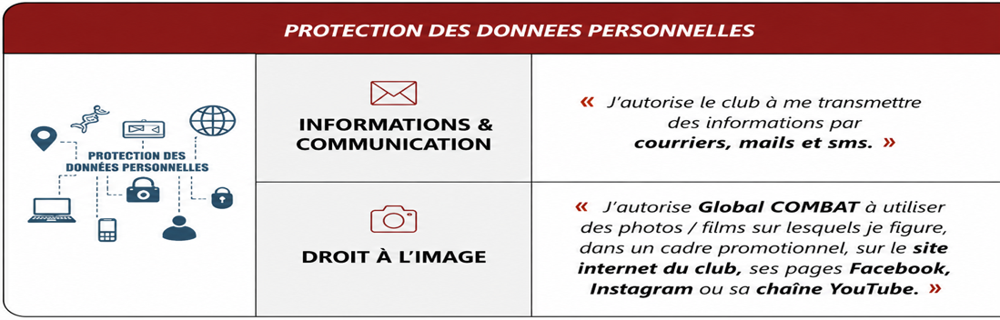 PROTECTION DES DONNEES PERSONNELLES
PROTECTION DES
DONNÉES PERSONNELLES
INFORMATIONS &
COMMUNICATION
« J’autorise le club à me transmettre
des informations par
courriers, mails et sms. »
DROIT À L’IMAGE
« J’autorise Global COMBAT à utiliser
des photos / films sur lesquels je figure,
dans un cadre promotionnel, sur le site
internet du club, ses pages Facebook,
Instagram ou sa chaîne YouTube. »